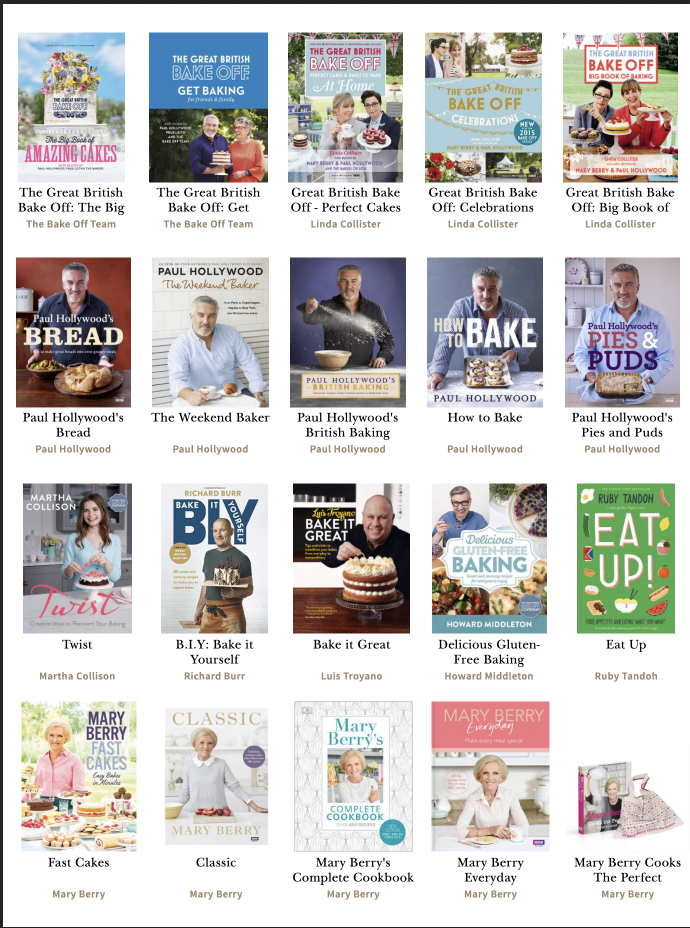 THE GREAT BRITISH
BAKE OFF
The Big Book of
AMAZING CAKES
THE GREAT BRITISH
BAKE OFF
GET BAKING
for friends & family
THE GREAT BRITISH
BAKE OFF
PERFECT CAKES & BAKES TO MAKE
At Home
Linda Collister
MARY BERRY & PAUL HOLLYWOOD
THE GREAT BRITISH
BAKE OFF
CELEBRATIONS
NEW
2015
BAKE OFF
MARY BERRY & PAUL HOLLYWOOD
THE GREAT BRITISH
BAKE OFF
BIG BOOK OF BAKING
LINDA COLLISTER
MARY BERRY & PAUL HOLLYWOOD
The Great British
Bake Off: The Big
The Bake Off Team
The Great British
Bake Off: Get
The Bake Off Team
Great British Bake
Off - Perfect Cakes
Linda Collister
Great British Bake
Off: Celebrations
Linda Collister
Great British Bake
Off: Big Book of
Linda Collister
Paul Hollywood's
BREAD
PAUL HOLLYWOOD
The Weekend Baker
PAUL HOLLYWOOD'S
BRITISH BAKING
HOW
TO BAKE
PAUL HOLLYWOOD
Paul Hollywood's
PIES &
PUDS
Paul Hollywood's
Bread
Paul Hollywood
The Weekend Baker
Paul Hollywood
Paul Hollywood's
British Baking
Paul Hollywood
How to Bake
Paul Hollywood
Paul Hollywood's
Pies and Puds
Paul Hollywood
MARTHA
COLLISON
Twist
Creative Ideas to Reinvent Your Baking
RICHARD BURR
BAKE IT
YOURSELF
BIY
Luis Troyano
BAKE IT
GREAT
Delicious
GLUTEN-FREE
BAKING
HOWARD MIDDLETON
RUBY TANDOH
EAT
UP!
FOOD, APPETITE AND EATING WHAT YOU WANT
Twist
Martha Collison
B.I.Y: Bake it
Yourself
Richard Burr
Bake it Great
Luis Troyano
Delicious Gluten-
Free Baking
Howard Middleton
Eat Up
Ruby Tandoh
MARY
BERRY
FAST
CAKES
Easy Bakes
in Minutes
CLASSIC
MARY BERRY
Mary
Berry's
COMPLETE
COOKBOOK
OVER 650 RECIPES
MARY BERRY
Everyday
Make every meal special
Fast Cakes
Mary Berry
Classic
Mary Berry
Mary Berry's
Complete Cookbook
Mary Berry
Mary Berry
Everyday
Mary Berry
Mary Berry Cooks
The Perfect
Mary Berry